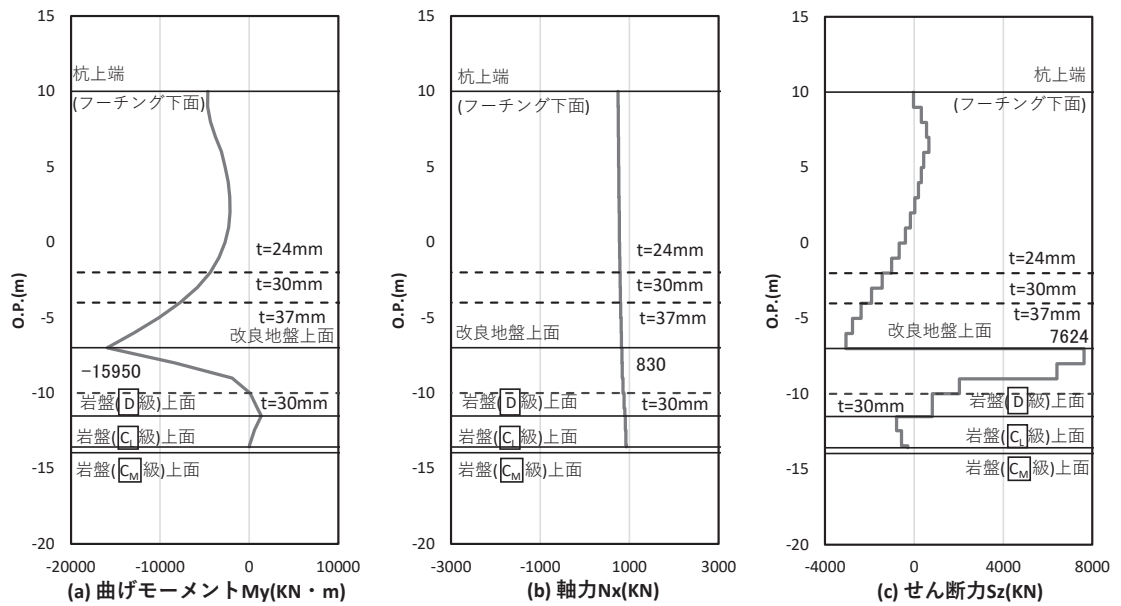 15
10
5
0
-5
-10
-15
-20
O.P.(m)
杭上端
(フーチング下面)
t=24mm
t=30mm
t=37mm
改良地盤上面
−15950
t=30mm
岩盤(D級)上面
岩盤(CL級)上面
岩盤(CM級)上面
-20000 -10000 0 10000
(a) 曲げモーメントMy(KN・m)
15
10
5
0
-5
-10
-15
-20
O.P.(m)
杭上端
(フーチング下面)
t=24mm
t=30mm
t=37mm
改良地盤上面
830
岩盤(D級)上面 t=30mm
岩盤(CL級)上面
岩盤(CM級)上面
-3000 -1000 1000 3000
(b) 軸力Nx(KN)
15
10
5
0
-5
-10
-15
-20
O.P.(m)
杭上端
(フーチング下面)
t=24mm
t=30mm
t=37mm
改良地盤上面
7624
t=30mm 岩盤(D級)上面
岩盤(CL級)上面
岩盤(CM級)上面
-4000 0 4000 8000
(c) せん断力Sz(KN)